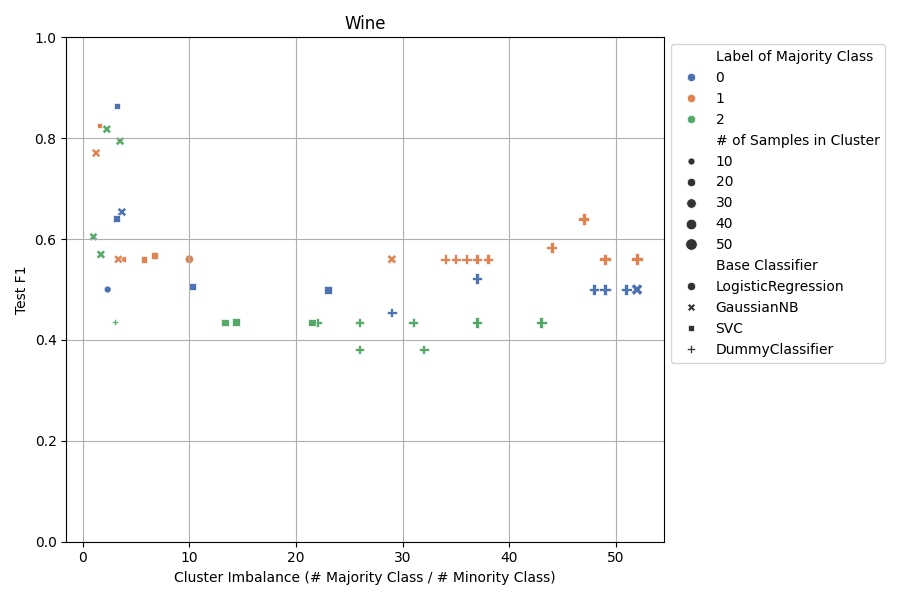 Wine
1.0
0.8
0.6
0.4
0.2
0.0
Test F1
0
10
20
30
40
50
Cluster Imbalance (# Majority Class / # Minority Class)
Label of Majority Class
0
1
2
# of Samples in Cluster
10
20
30
40
50
Base Classifier
LogisticRegression
GaussianNB
SVC
DummyClassifier